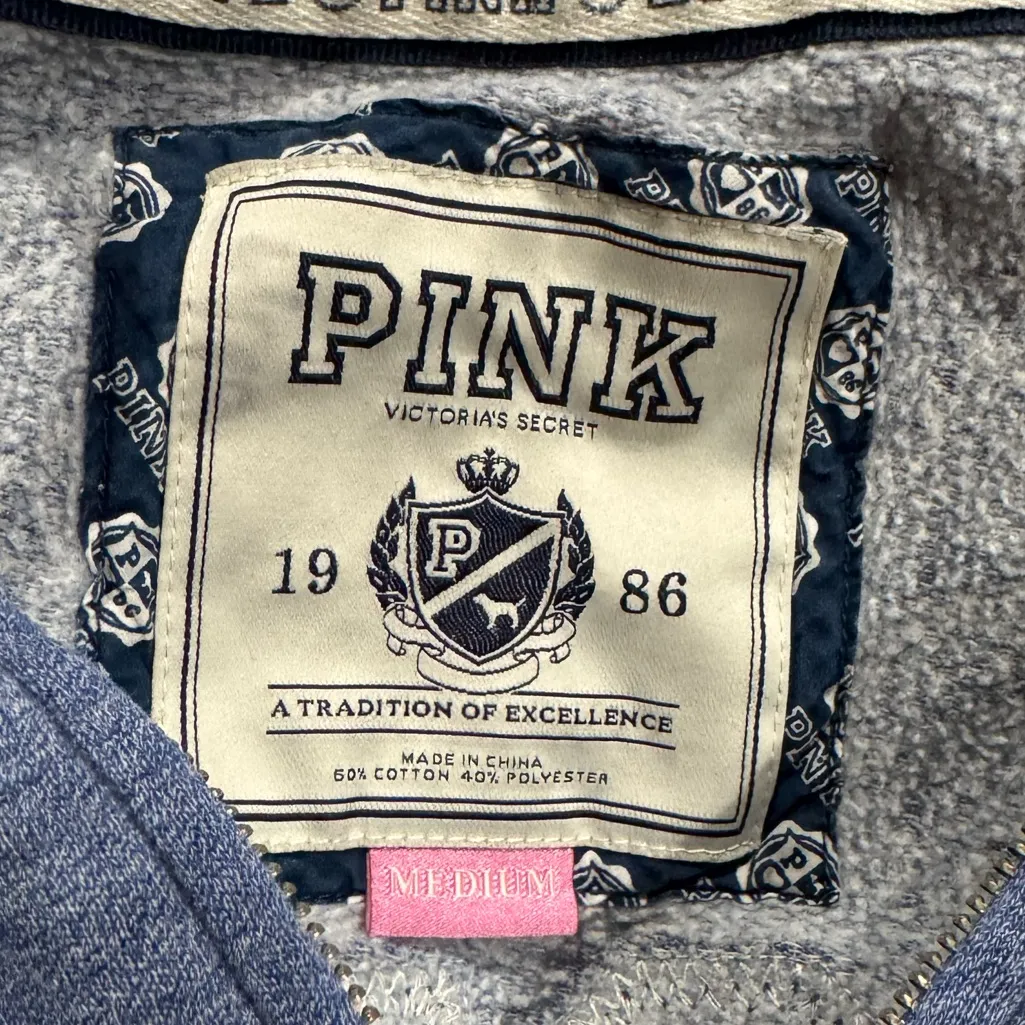 PINK
VICTORIA'S SECRET
P
19 86
A TRADITION OF EXCELLENCE
MADE IN CHINA
60% COTTON 40% POLYESTER
MEDIUM